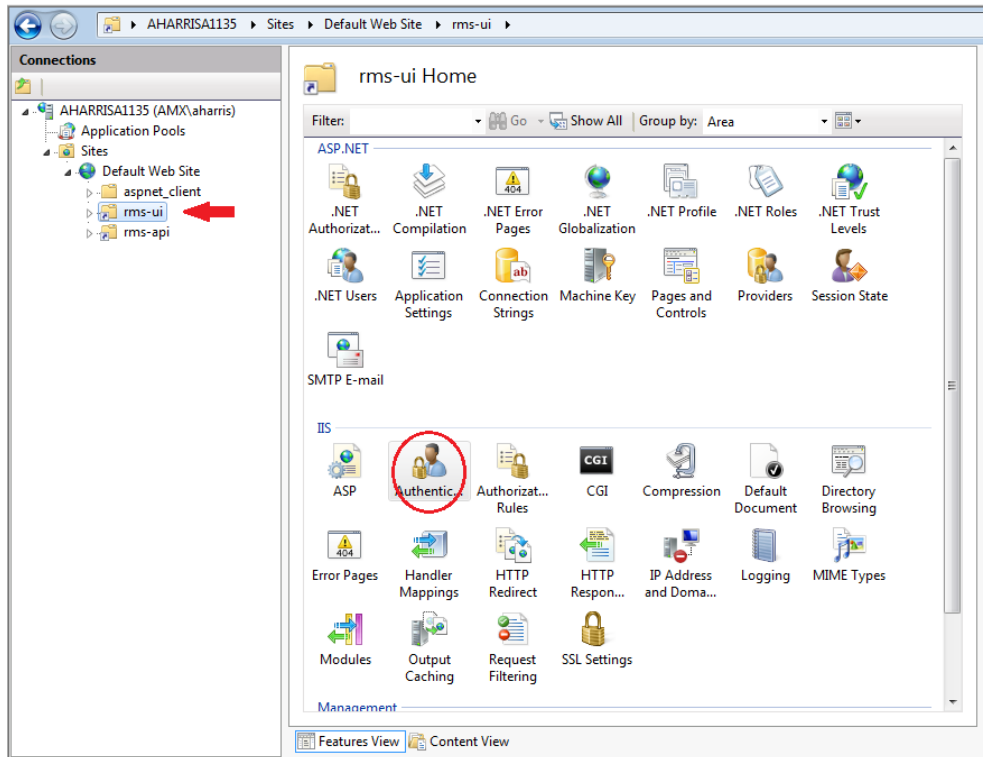 AHARRISA1135 Sites Default Web Site rms-ui
Connections
AHARRISA1135 (AMX\aharris)
Application Pools
Sites
Default Web Site
aspnet_client
rms-ui
rms-api
rms-ui Home
Filter: Go Show All Group by: Area
ASP.NET
404
.NET Authorizat...
.NET Compilation
.NET Error Pages
.NET Globalization
.NET Profile
.NET Roles
.NET Trust Levels
ab
.NET Users
Application Settings
Connection Strings
Machine Key
Pages and Controls
Providers
Session State
SMTP E-mail
IIS
CGI
ASP
Authentic...
Authorizat... Rules
CGI
Compression
Default Document
Directory Browsing
404
Error Pages
Handler Mappings
HTTP Redirect
HTTP Respon...
IP Address and Doma...
Logging
MIME Types
Modules
Output Caching
Request Filtering
SSL Settings
Management
Features View Content View